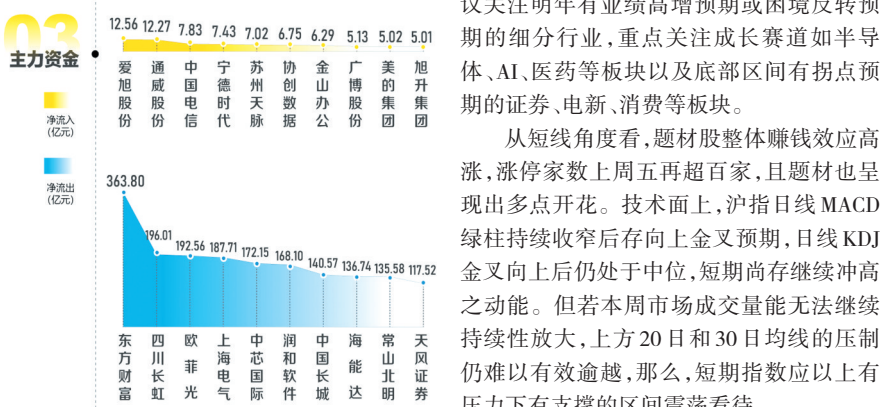 03
主力资金
净流入
(亿元)
净流出
(亿元)
12.56 12.27 7.83 7.43 7.02 6.75 6.29 5.13 5.02 5.01
爱旭股份
通威股份
中国电信
宁德时代
苏州天脉
协创数据
金山办公
广博股份
美的集团
旭升集团
363.80 196.01 192.56 187.71 172.15 168.10 140.57 136.74 135.58 117.52
东方财富
四川长虹
欧菲光
上海电气
中芯国际
润和软件
中国长城
海能达
常山北明
天风证券
议关注明年有业绩高增预期或困境反转预
期的细分行业,重点关注成长赛道如半导
体、AI、医药等板块以及底部区间有拐点预
期的证券、电新、消费等板块。
从短线角度看,题材股整体赚钱效应高
涨,涨停家数上周五再超百家,且题材也呈
现出多点开花。技术面上,沪指日线MACD
绿柱持续收窄后存向上金叉预期,日线KDJ
金叉向上后仍处于中位,短期尚存继续冲高
之动能。但若本周市场成交量能无法继续
持续性放大,上方20日和30日均线的压制
仍难以有效逾越,那么,短期指数应以上有
压力下有支撑的区间震荡看待